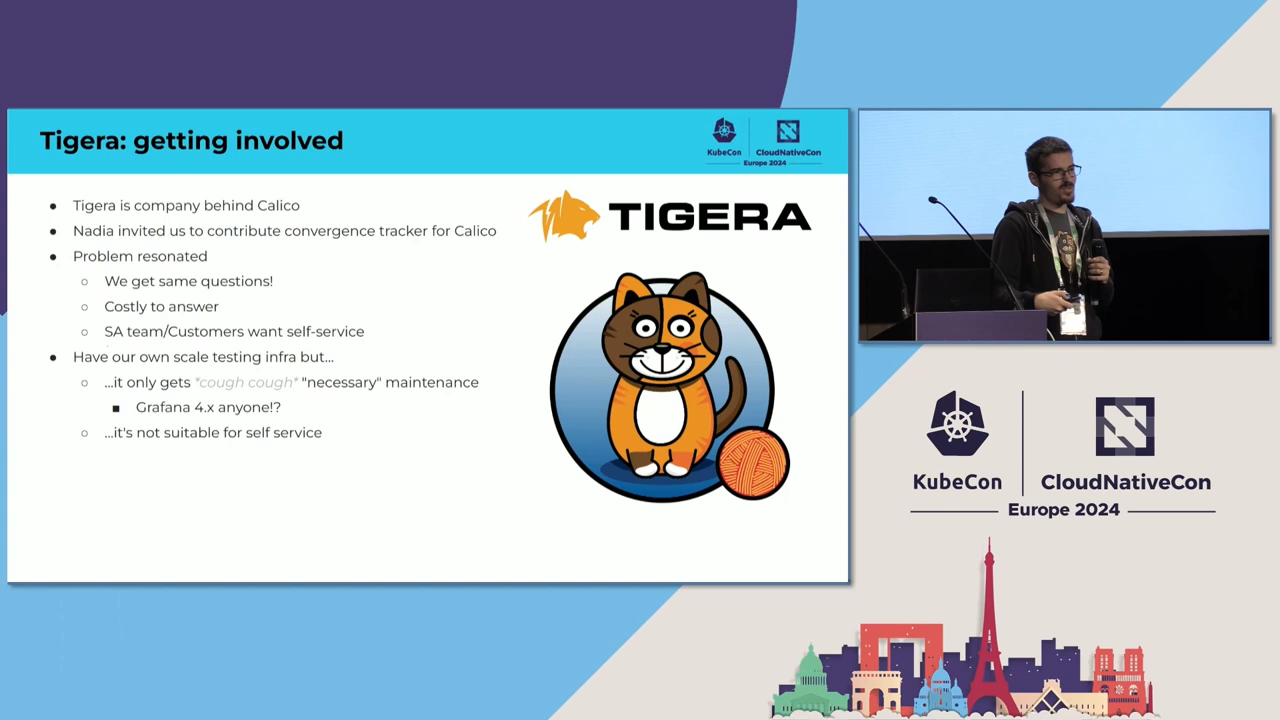 Tigera: getting involved
KubeCon
CloudNativeCon
Europe 2024
● Tigera is company behind Calico
● Nadia invited us to contribute convergence tracker for Calico
● Problem resonated
○ We get same questions!
○ Costly to answer
○ SA team/Customers want self-service
● Have our own scale testing infra but...
○ ...it only gets *cough cough* "necessary" maintenance
■ Grafana 4.x anyone!?
○ ...it's not suitable for self service
TIGERA
KubeCon
CloudNativeCon
Europe 2024